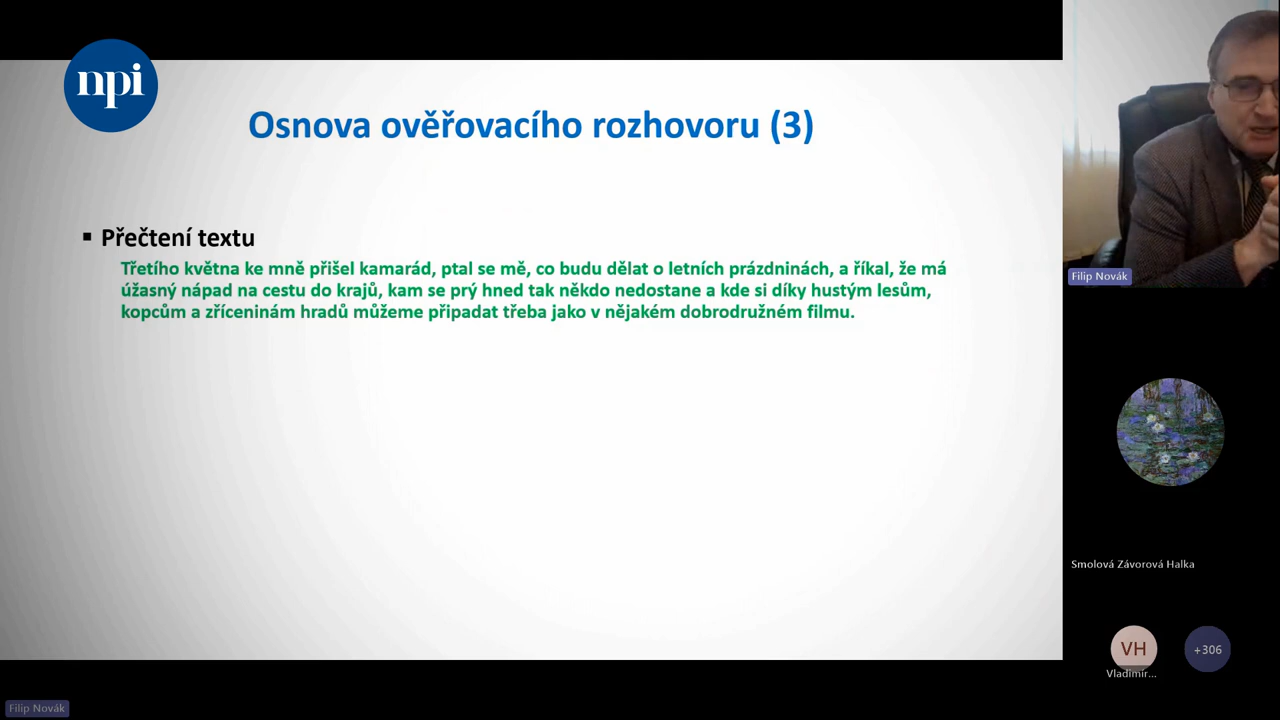 npi
Osnova ověřovacího rozhovoru (3)
▪ Přečtení textu
Třetího května ke mně přišel kamarád, ptal se mě, co budu dělat o letních prázdninách, a říkal, že má
úžasný nápad na cestu do krajů, kam se prý hned tak někdo nedostane a kde si díky hustým lesům,
kopcům a zříceninám hradů můžeme připadat třeba jako v nějakém dobrodružném filmu.
Filip Novák
Smolová Závorová Halka
VH
+306
Vladimír...
Filip Novák